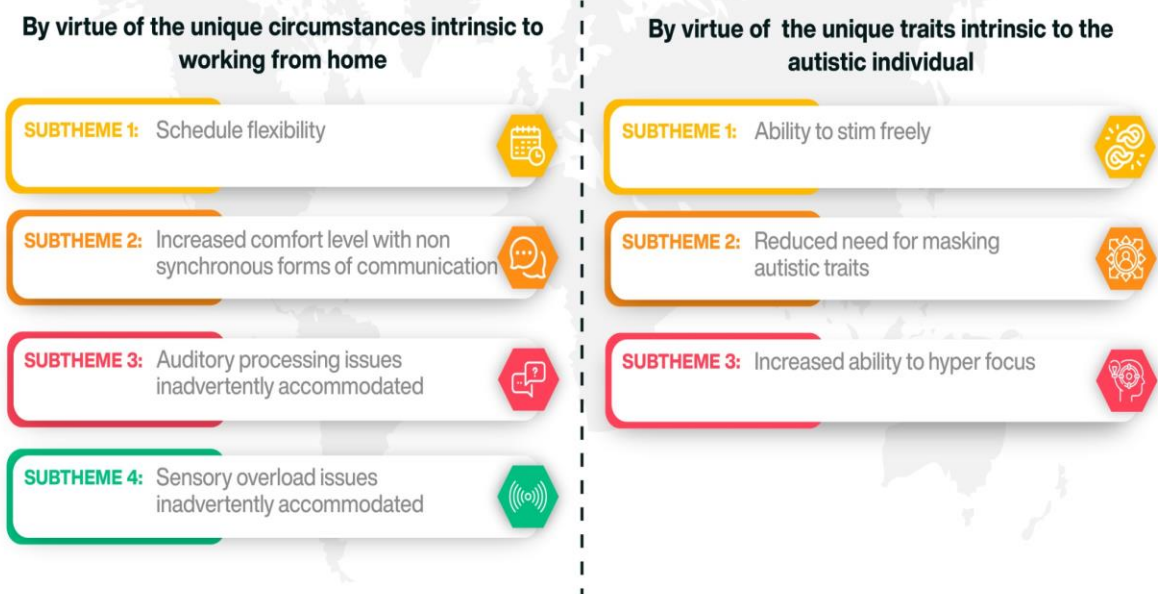 By virtue of the unique circumstances intrinsic to
working from home
SUBTHEME 1: Schedule flexibility
SUBTHEME 2: Increased comfort level with non
synchronous forms of communication
SUBTHEME 3: Auditory processing issues
inadvertently accommodated
SUBTHEME 4: Sensory overload issues
inadvertently accommodated
By virtue of the unique traits intrinsic to the
autistic individual
SUBTHEME 1: Ability to stim freely
SUBTHEME 2: Reduced need for masking
autistic traits
SUBTHEME 3: Increased ability to hyper focus